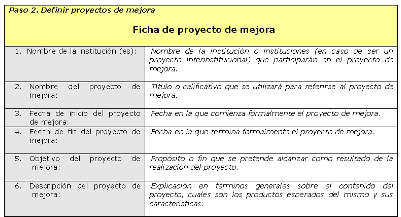 Paso 2. Definir proyectos de mejora
Ficha de proyecto de mejora
1. Nombre de la institución (es):
Nombre de la institución o instituciones (en caso de ser un
proyecto interinstitucional) que participarán en el proyecto de
mejora.
2. Nombre del proyecto de
mejora:
Título o calificativo que se utilizará para referirse al proyecto de
mejora.
3. Fecha de inicio del proyecto
de mejora:
Fecha en la que comienza formalmente el proyecto de mejora.
4. Fecha de fin del proyecto de
mejora:
Fecha en la que termina formalmente el proyecto de mejora.
5. Objetivo del proyecto de
mejora:
Propósito o fin que se pretende alcanzar como resultado de la
realización del proyecto.
6. Descripción del proyecto de
mejora:
Explicación en términos generales sobre el contenido del
proyecto, cuales son los productos esperados del mismo y sus
características.